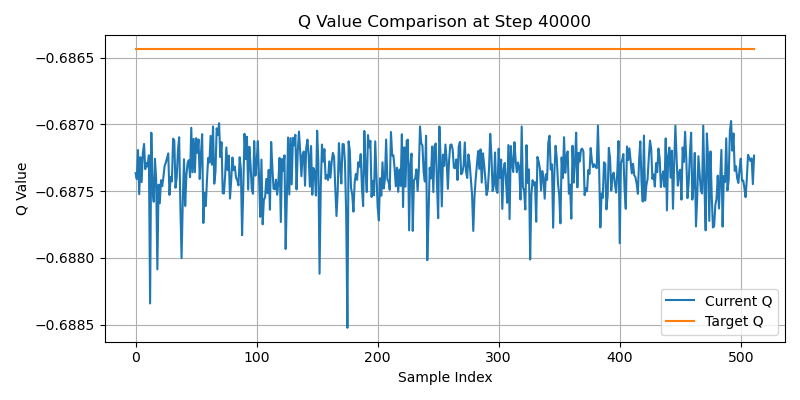 Q Value Comparison at Step 40000
−0.6865
−0.6870
−0.6875
−0.6880
−0.6885
Q Value
0 100 200 300 400 500
Sample Index
Current Q
Target Q